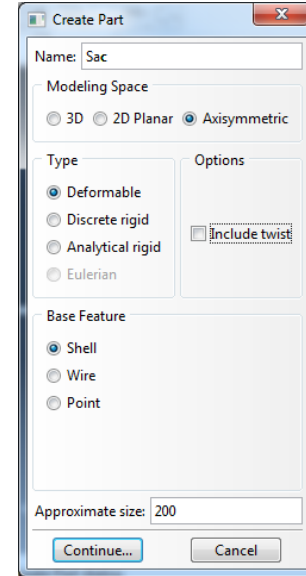 Create Part
X
Name: Sac
Modeling Space
3D 2D Planar Axisymmetric
Type
Deformable
Discrete rigid
Analytical rigid
Eulerian
Options
Include twist
Base Feature
Shell
Wire
Point
Approximate size: 200
Continue... Cancel